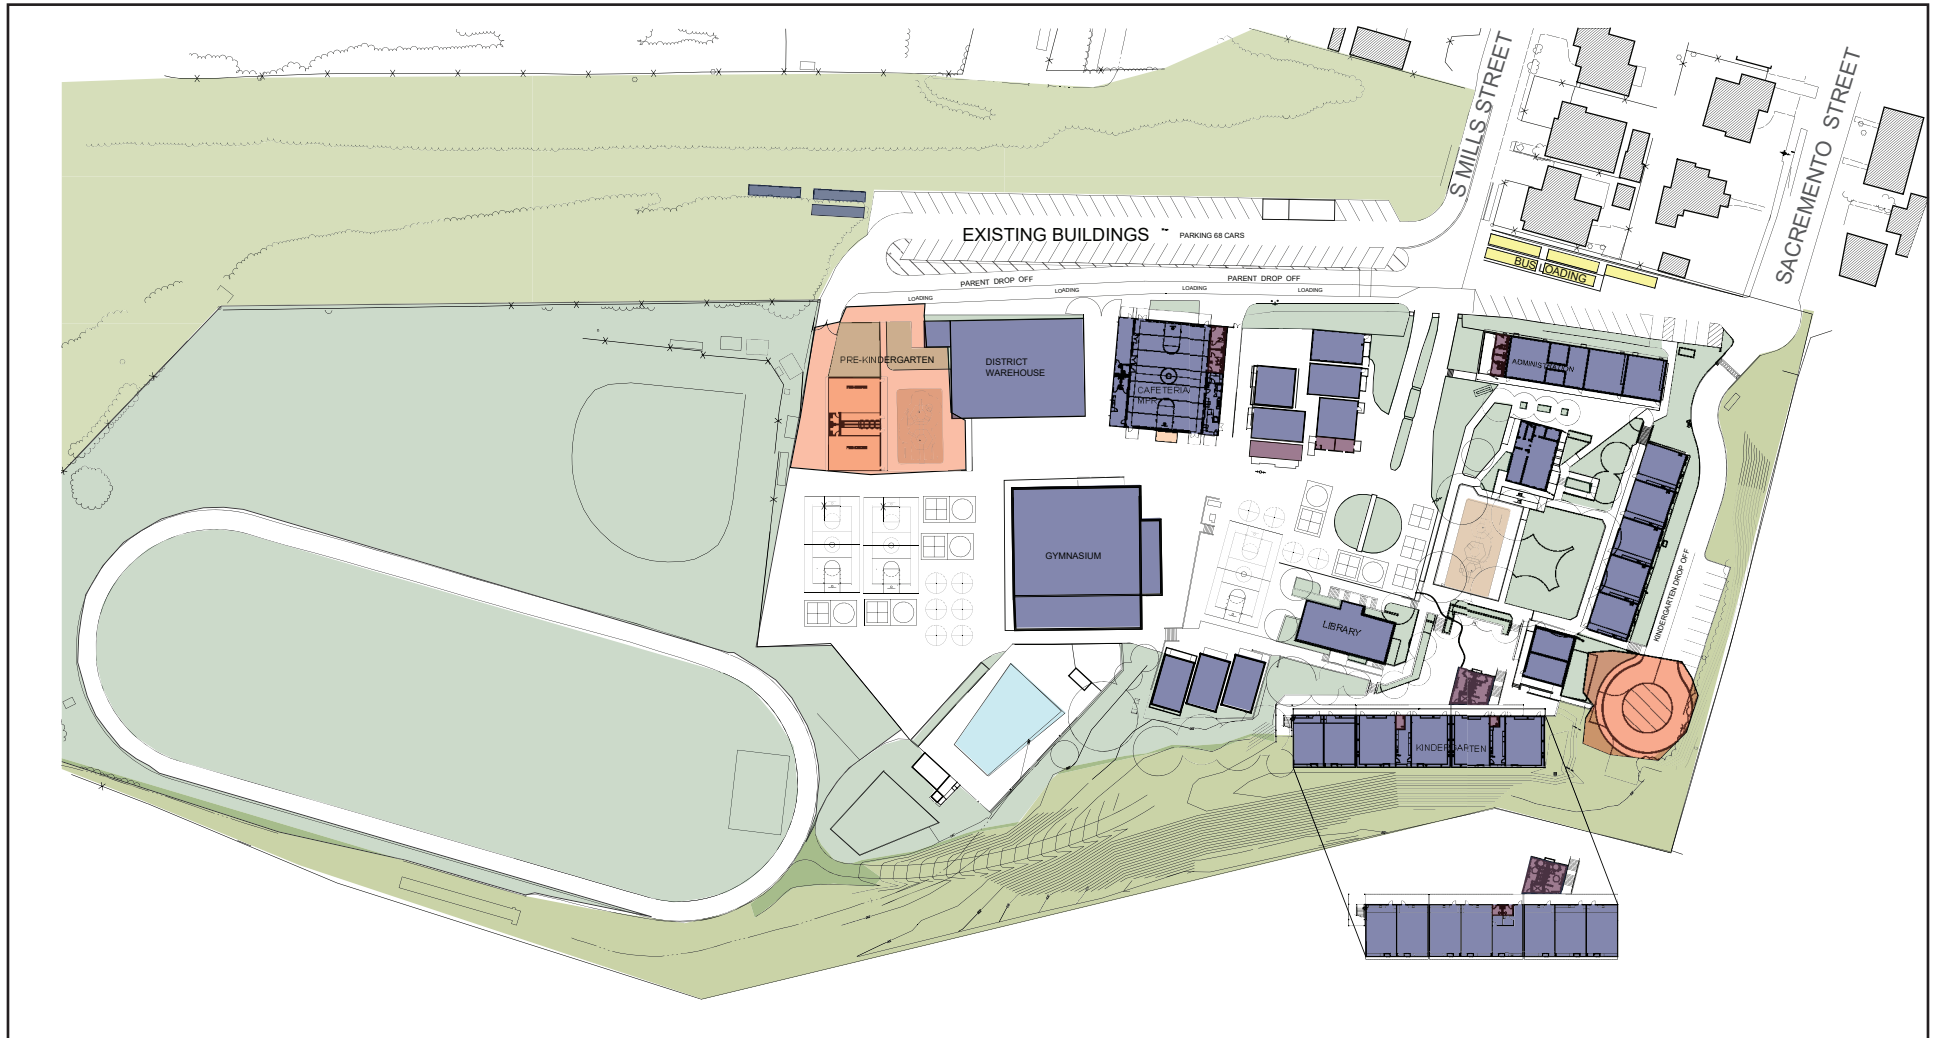 S MILLS STREET
SACREMENTO STREET
EXISTING BUILDINGS
PARKING 68 CARS
BUS LOADING
PARENT DROP OFF
PARENT DROP OFF
LOADING
LOADING
LOADING
LOADING
PRE-KINDERGARTEN
DISTRICT
WAREHOUSE
CAFETERIA/
MPR
ADMINISTRATION
GYMNASIUM
KINDERGARTEN DROP OFF
LIBRARY
KINDERGARTEN